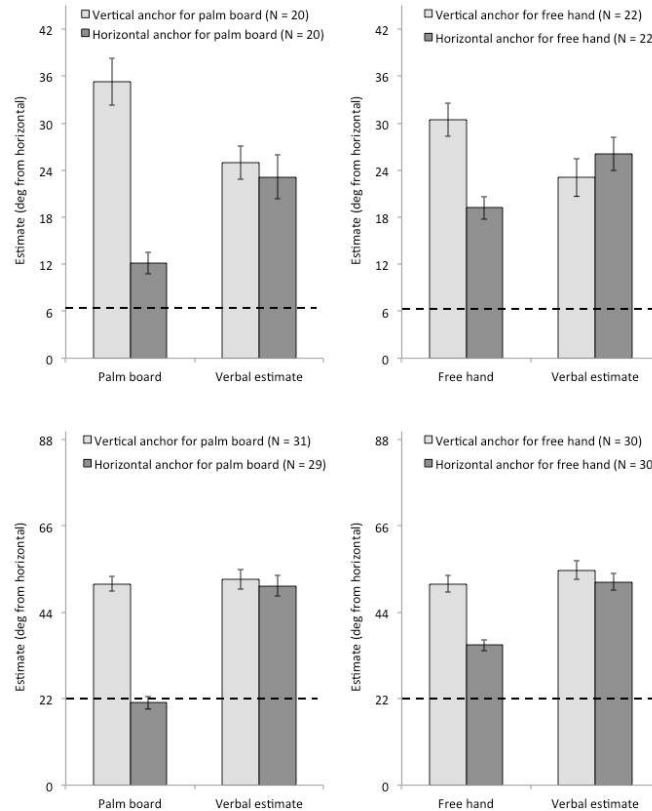 Vertical anchor for palm board (N = 20)
Horizontal anchor for palm board (N = 20)
Estimate (deg from horizontal)
42
36
30
24
18
12
6
0
Palm board Verbal estimate
Vertical anchor for free hand (N = 22)
Horizontal anchor for free hand (N = 22
Estimate (deg from horizontal)
42
36
30
24
18
12
6
0
Free hand Verbal estimate
Vertical anchor for palm board (N = 31)
Horizontal anchor for palm board (N = 29)
Estimate (deg from horizontal)
88
66
44
22
0
Palm board Verbal estimate
Vertical anchor for free hand (N = 30)
Horizontal anchor for free hand (N = 30
Estimate (deg from horizontal)
88
66
44
22
0
Free hand Verbal estimate